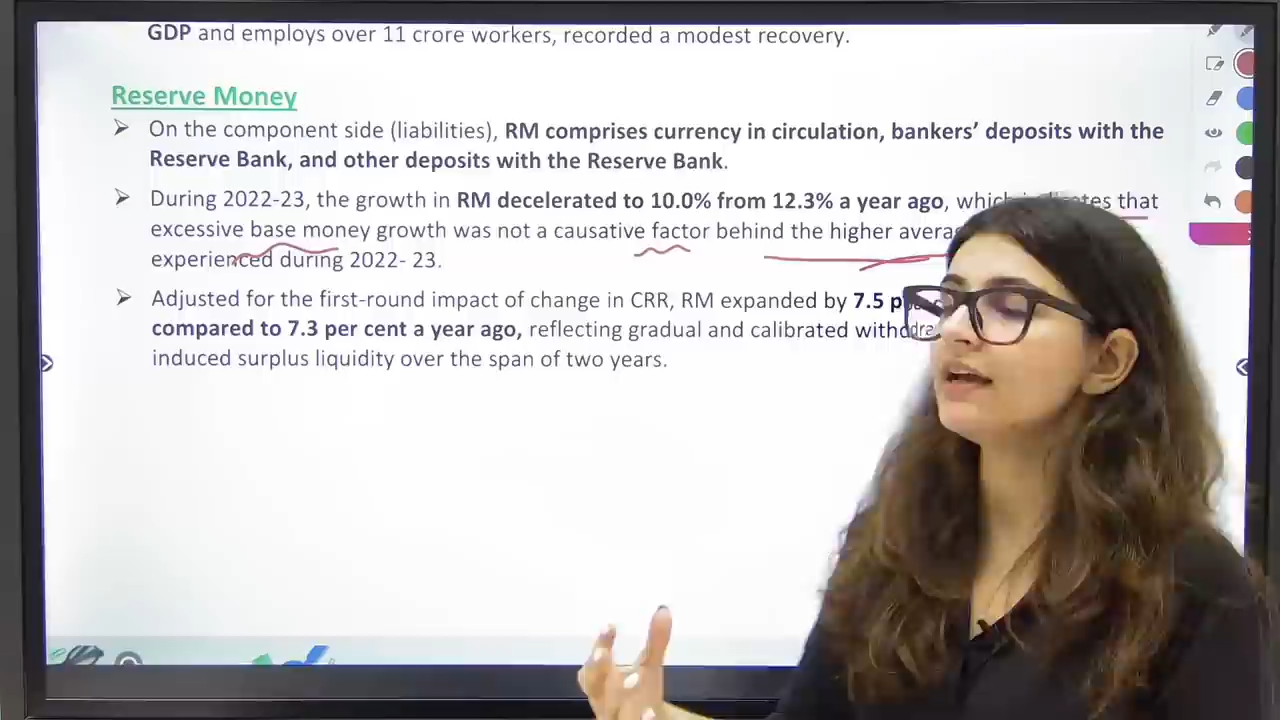 GDP and employs over 11 crore workers, recorded a modest recovery.
Reserve Money
➢ On the component side (liabilities), RM comprises currency in circulation, bankers’ deposits with the
Reserve Bank, and other deposits with the Reserve Bank.
➢ During 2022-23, the growth in RM decelerated to 10.0% from 12.3% a year ago, that
excessive base money growth was not a causative factor behind the higher
experienced during 2022- 23.
➢ Adjusted for the first-round impact of change in CRR, RM expanded by 7.5
compared to 7.3 per cent a year ago, reflecting gradual and calibrated
induced surplus liquidity over the span of two years.